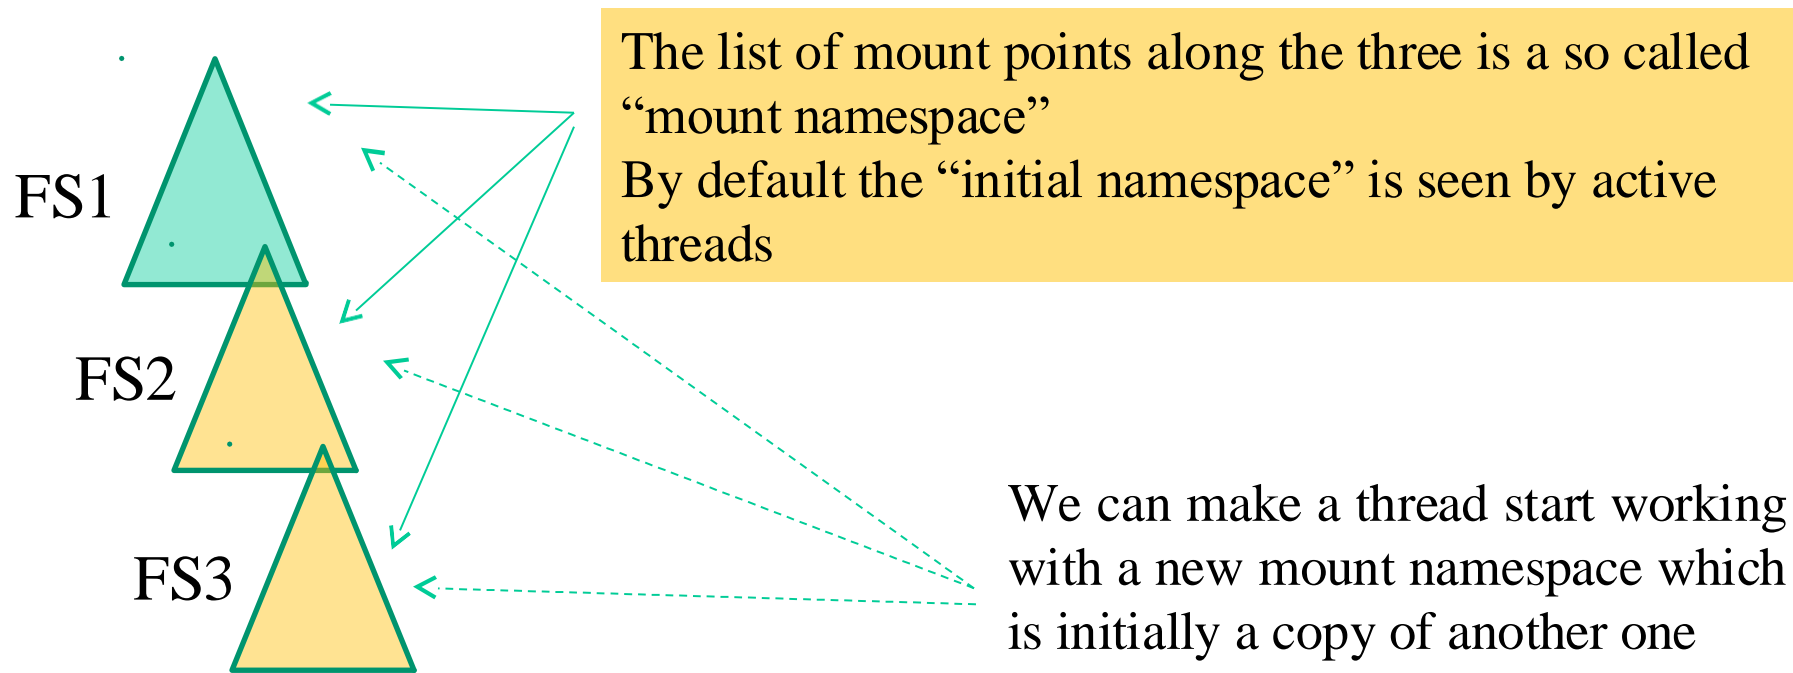 The list of mount points along the three is a so called
“mount namespace”
By default the “initial namespace” is seen by active
threads
FS1
FS2
FS3
We can make a thread start working
with a new mount namespace which
is initially a copy of another one